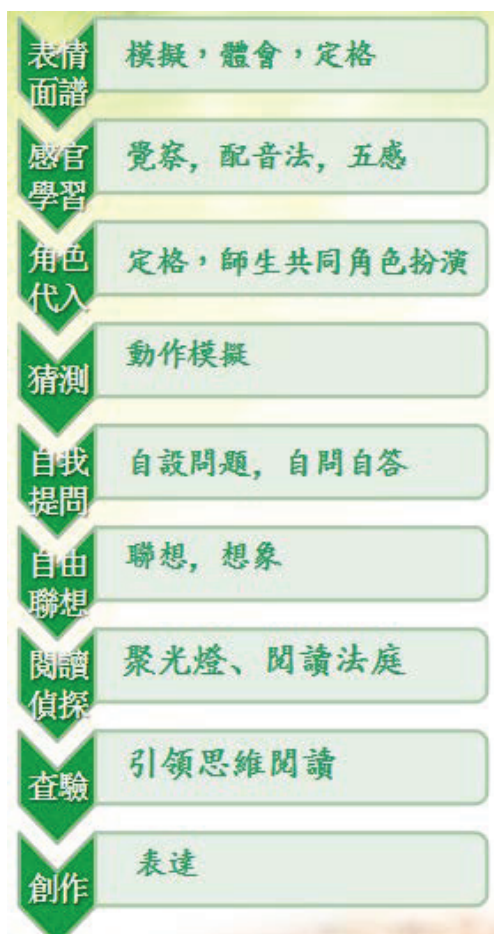 表情
面譜
模擬，體會，定格
感官
學習
覺察, 配音法, 五感
角色
代入
定格，師生共同角色扮演
猜測
動作模擬
自我
提問
自設問題, 自問自答
自由
聯想
聯想, 想象
閱讀
偵探
聚光燈、閱讀法庭
查驗
引領思維閱讀
創作
表達